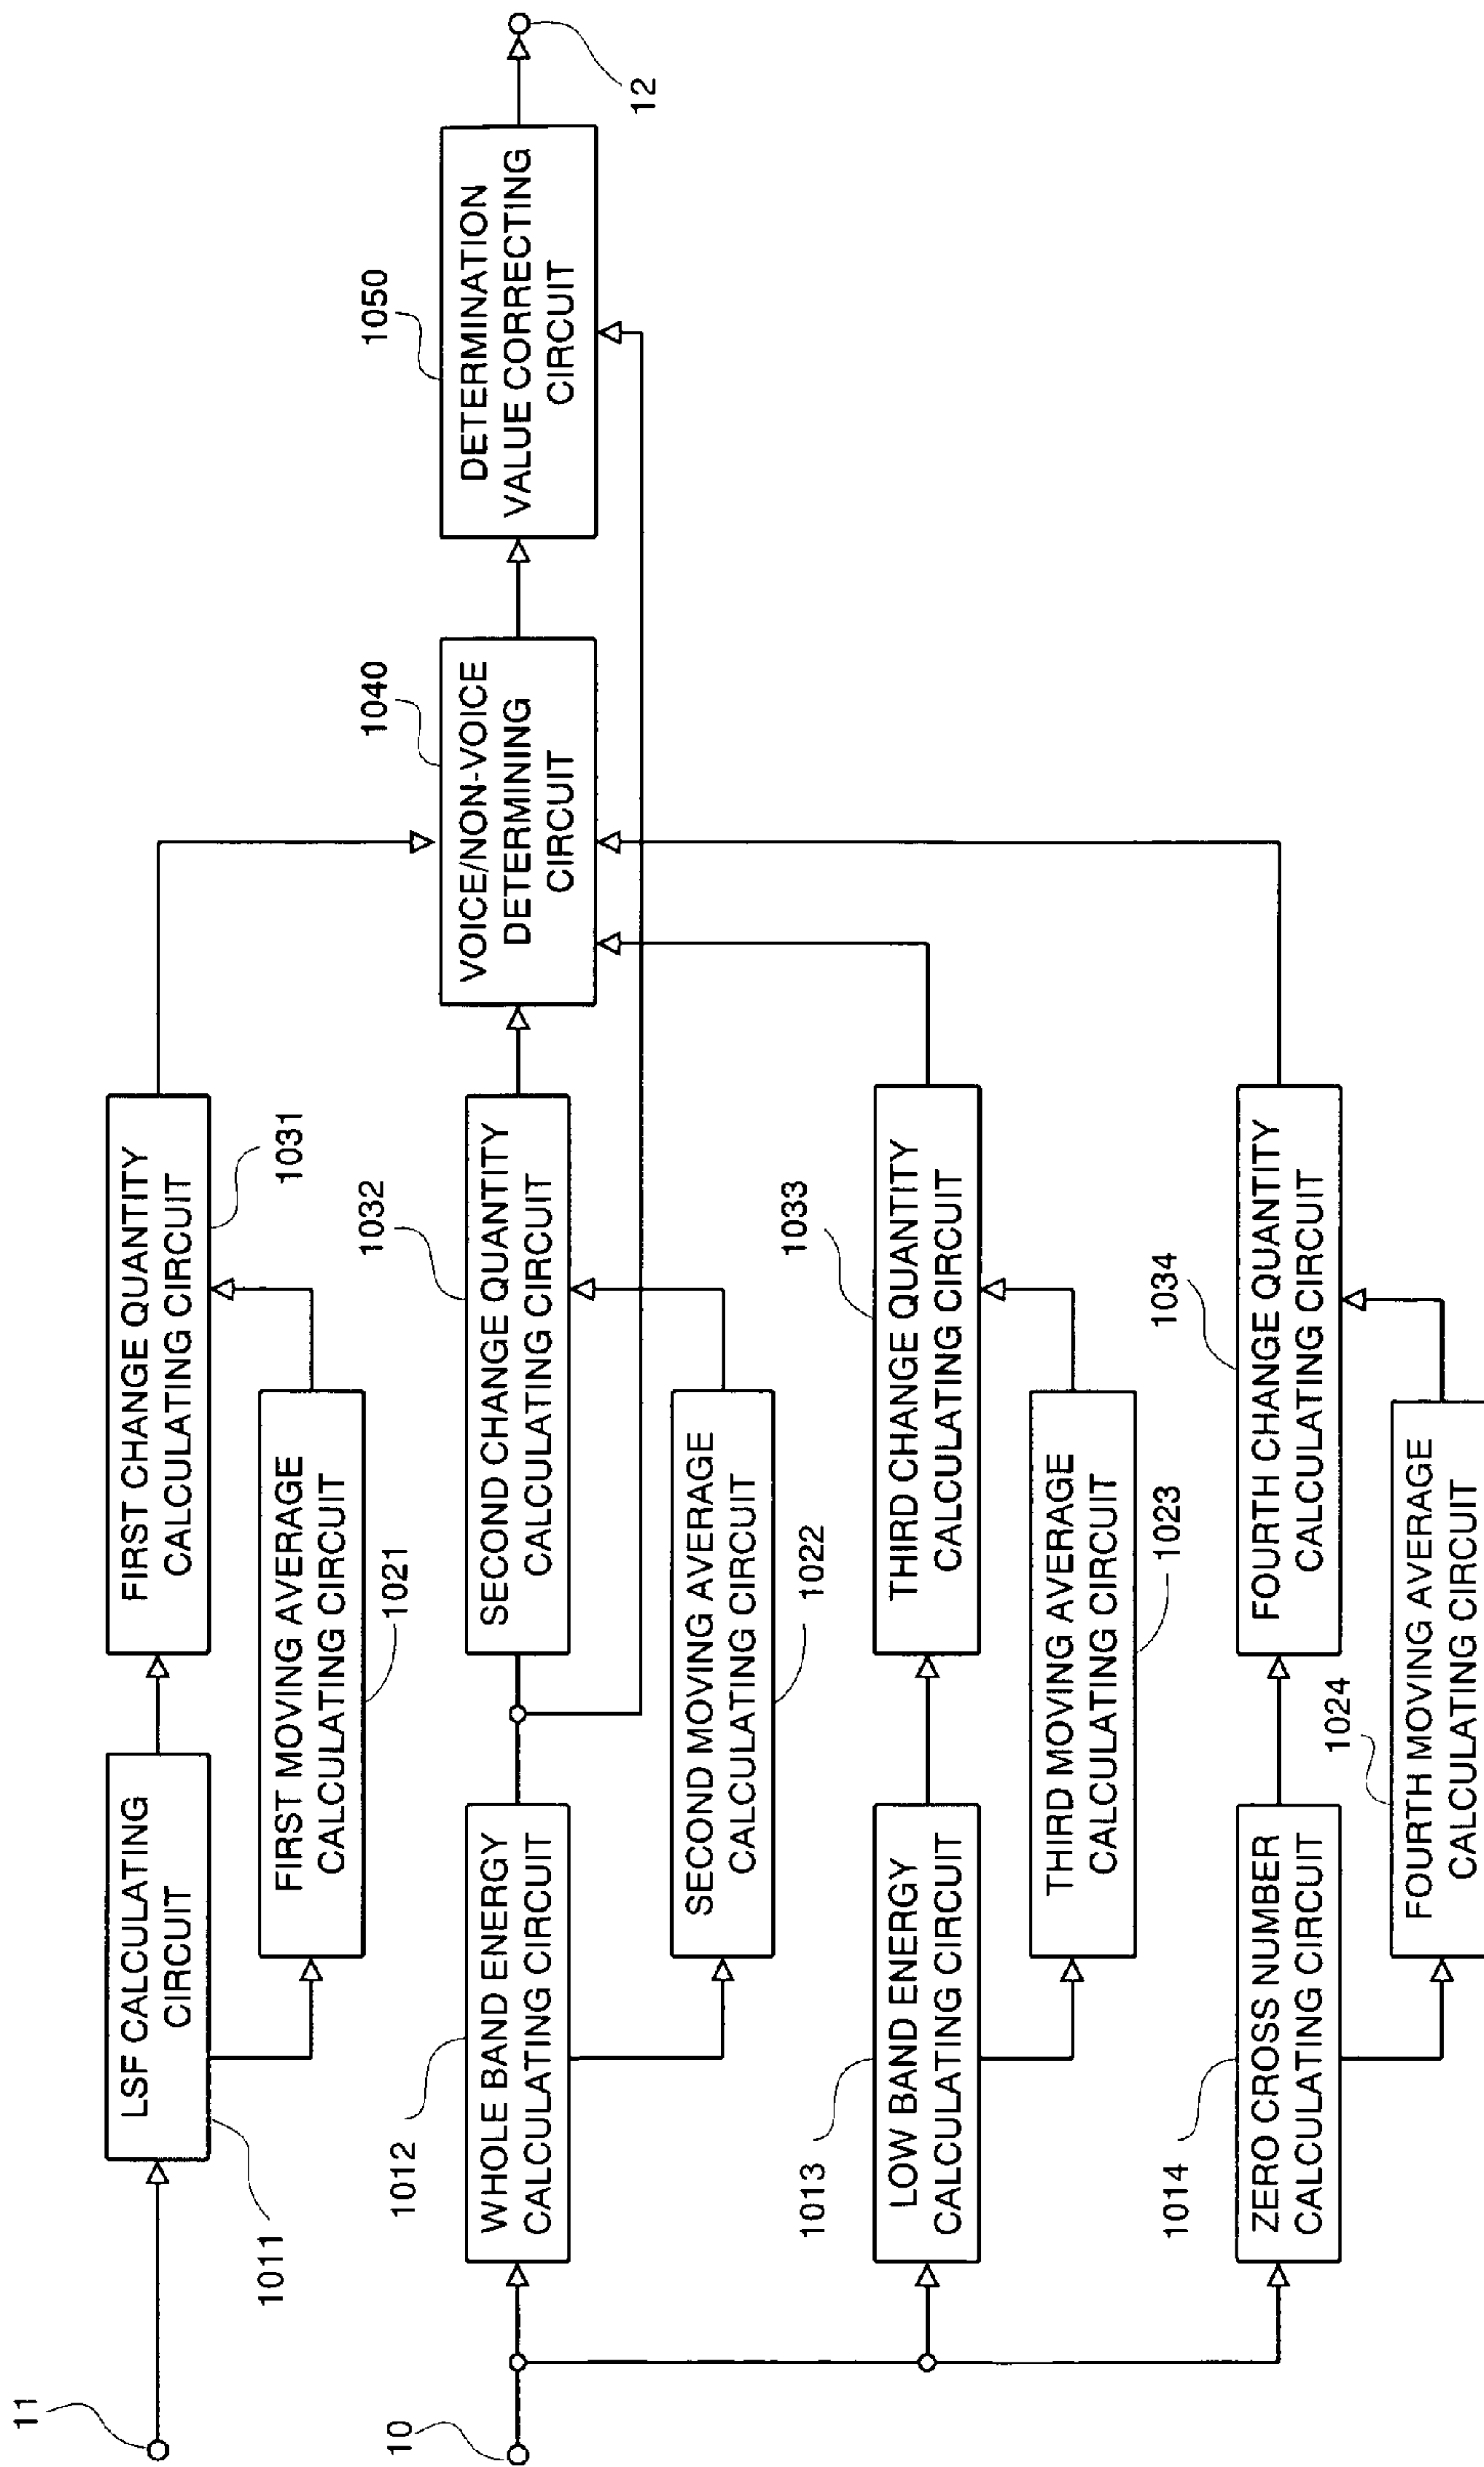 11
LSF CALCULATING
CIRCUIT
1011
FIRST MOVING AVERAGE
CALCULATING CIRCUIT
1021
FIRST CHANGE QUANTITY
CALCULATING CIRCUIT
1031
10
WHOLE BAND ENERGY
CALCULATING CIRCUIT
1012
SECOND MOVING AVERAGE
CALCULATING CIRCUIT
1022
SECOND CHANGE QUANTITY
CALCULATING CIRCUIT
1032
VOICE/NON-VOICE
DETERMINING
CIRCUIT
1040
DETERMINATION
VALUE CORRECTING
CIRCUIT
1050
12
LOW BAND ENERGY
CALCULATING CIRCUIT
1013
THIRD MOVING AVERAGE
CALCULATING CIRCUIT
1023
THIRD CHANGE QUANTITY
CALCULATING CIRCUIT
1033
ZERO CROSS NUMBER
CALCULATING CIRCUIT
1014
FOURTH MOVING AVERAGE
CALCULATING CIRCUIT
1024
FOURTH CHANGE QUANTITY
CALCULATING CIRCUIT
1034